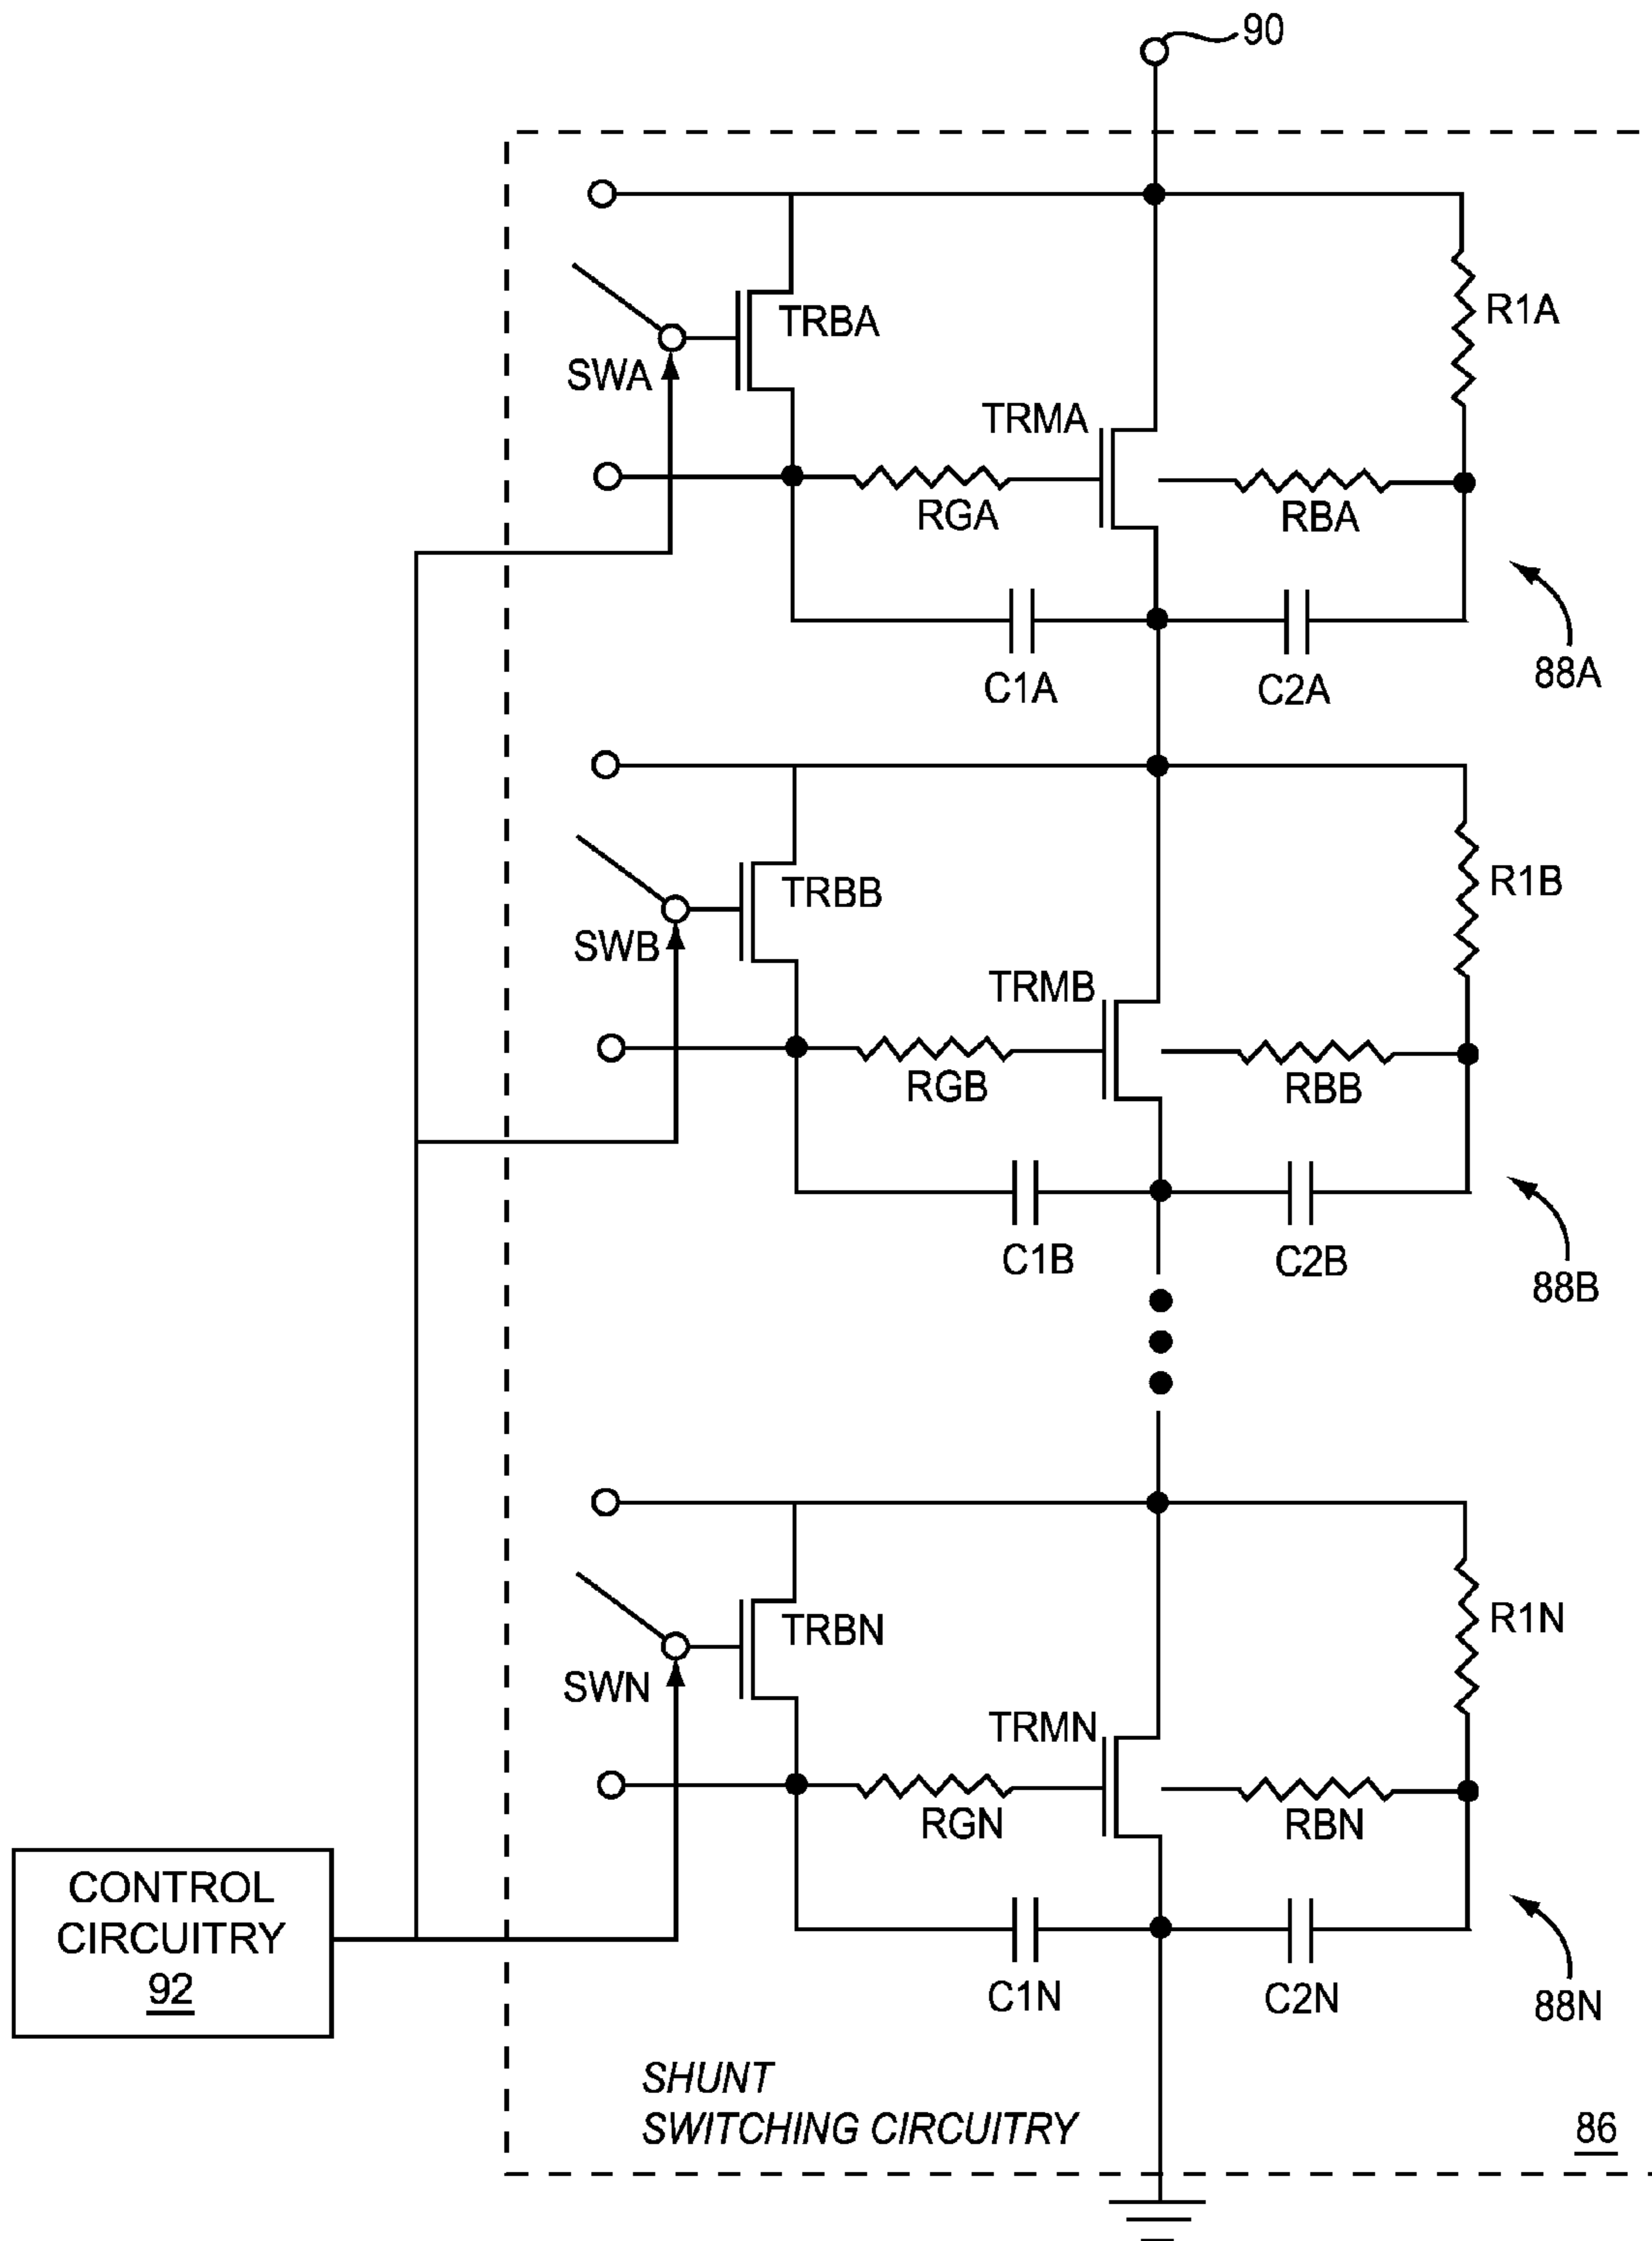 90
TRBA
R1A
SWA
TRMA
RGA
RBA
C1A
C2A
88A
TRBB
R1B
SWB
TRMB
RGB
RBB
C1B
C2B
88B
TRBN
R1N
SWN
TRMN
RGN
RBN
CONTROL
CIRCUITRY
92
C1N
C2N
88N
SHUNT
SWITCHING CIRCUITRY
86